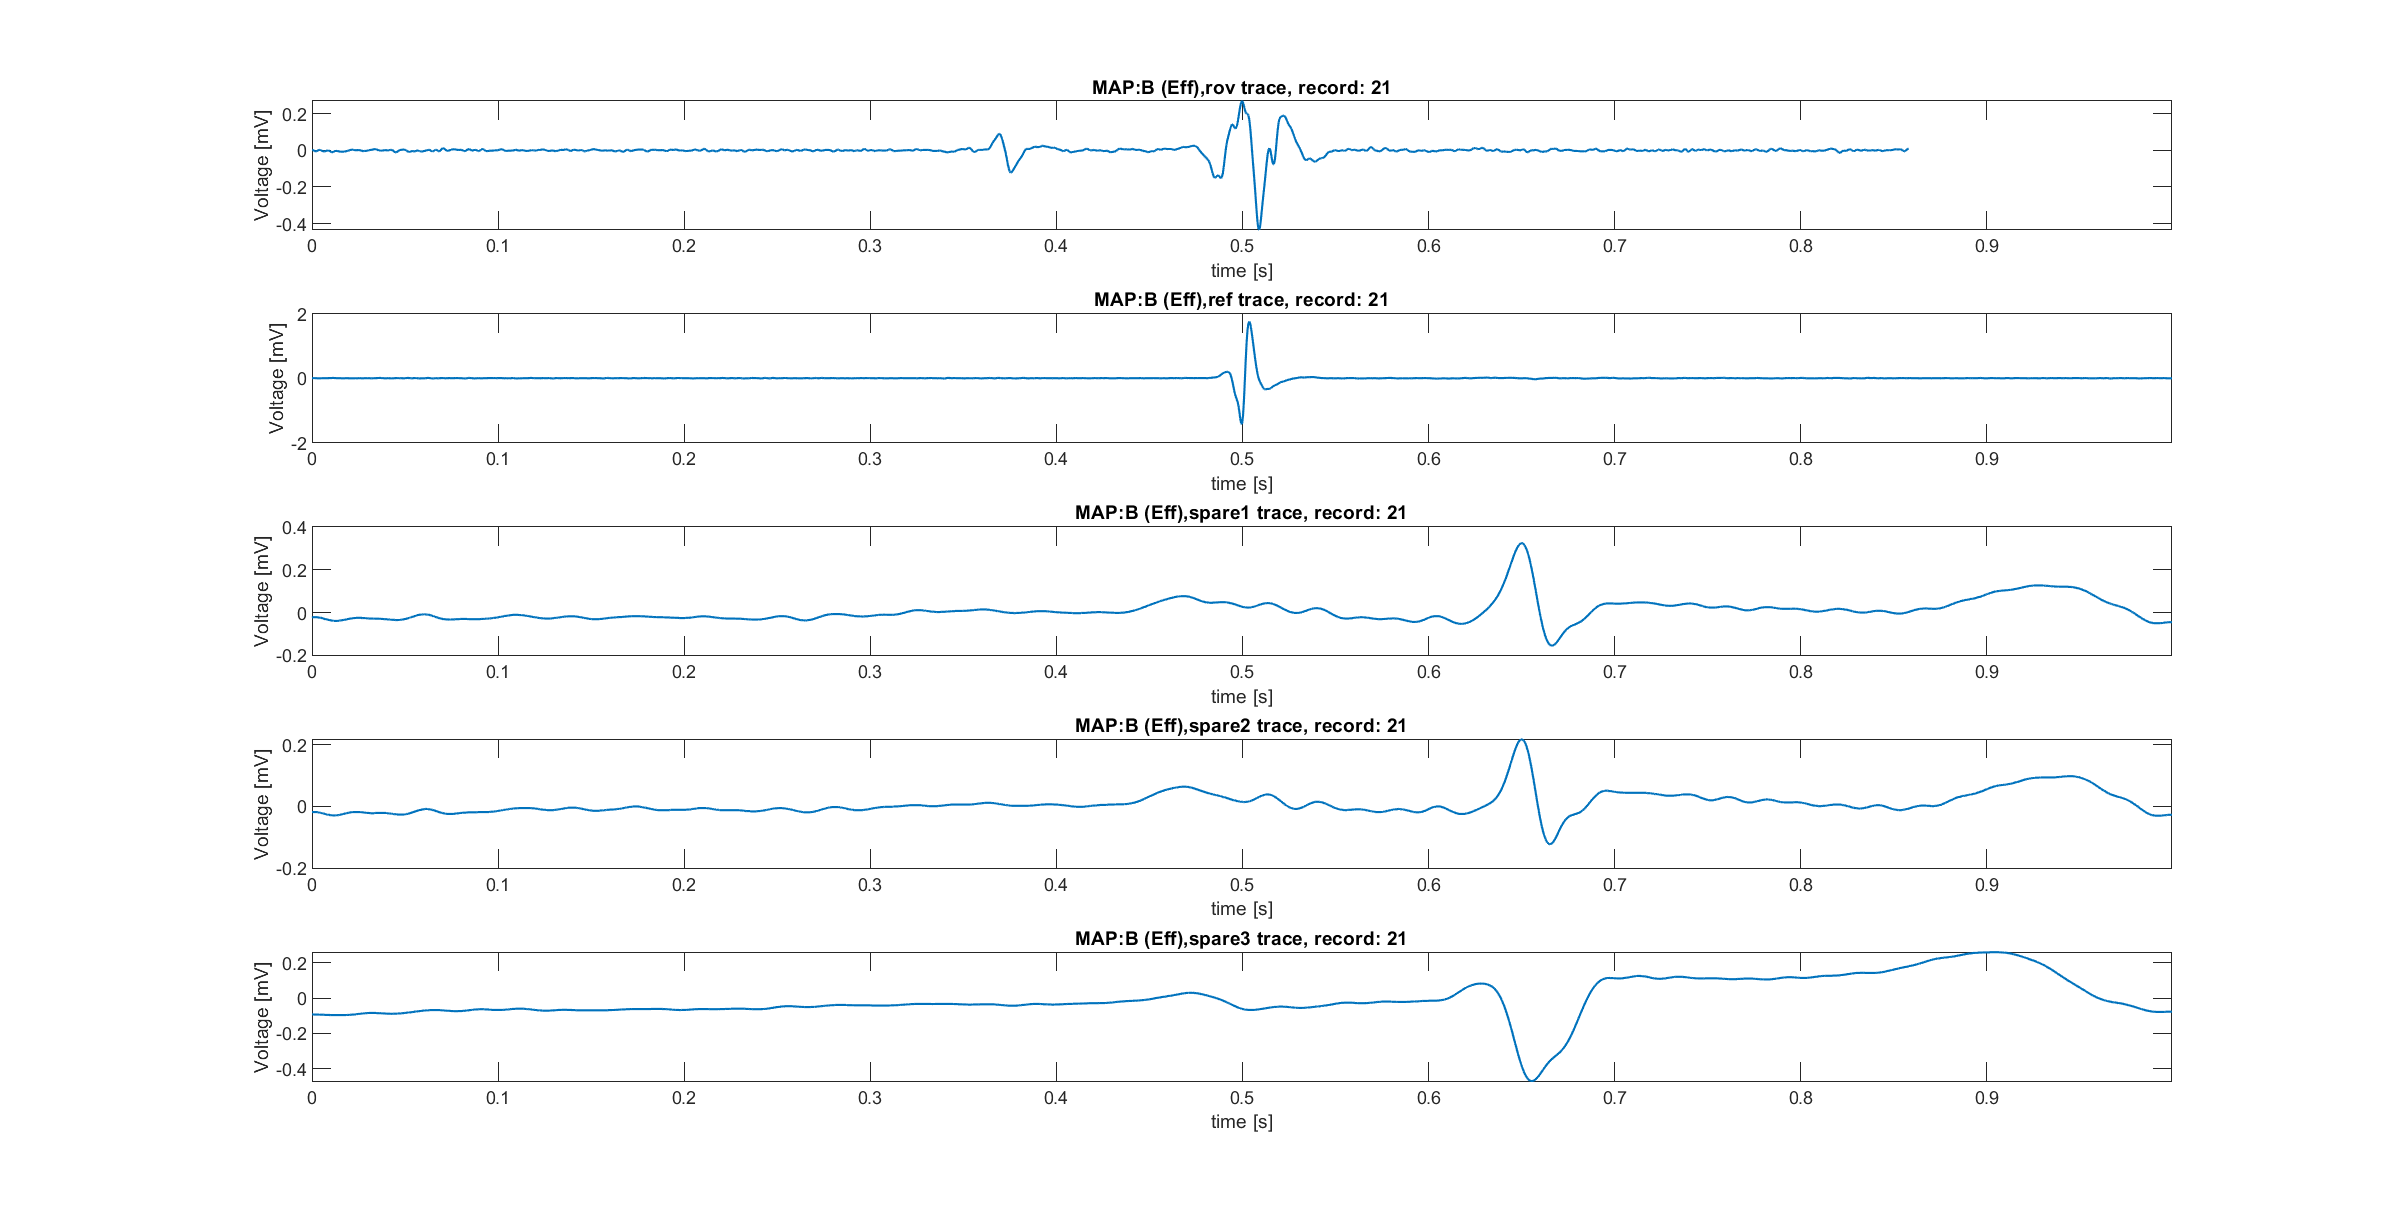 MAP:B (Eff),rov trace, record: 21
Voltage [mV]
0.2
0
-0.2
-0.4
0 0.1 0.2 0.3 0.4 0.5 0.6 0.7 0.8 0.9
time [s]
MAP:B (Eff),ref trace, record: 21
Voltage [mV]
2
0
-2
0 0.1 0.2 0.3 0.4 0.5 0.6 0.7 0.8 0.9
time [s]
MAP:B (Eff),spare1 trace, record: 21
Voltage [mV]
0.4
0.2
0
-0.2
0 0.1 0.2 0.3 0.4 0.5 0.6 0.7 0.8 0.9
time [s]
MAP:B (Eff),spare2 trace, record: 21
Voltage [mV]
0.2
0
-0.2
0 0.1 0.2 0.3 0.4 0.5 0.6 0.7 0.8 0.9
time [s]
MAP:B (Eff),spare3 trace, record: 21
Voltage [mV]
0.2
0
-0.2
-0.4
0 0.1 0.2 0.3 0.4 0.5 0.6 0.7 0.8 0.9
time [s]